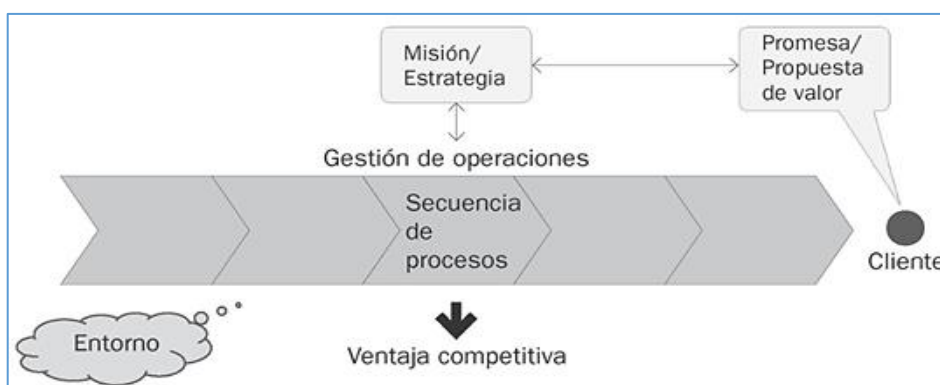 Misión/
Estrategia
Promesa/
Propuesta
de valor
Gestión de operaciones
Secuencia
de
procesos
Cliente
Entorno
Ventaja competitiva